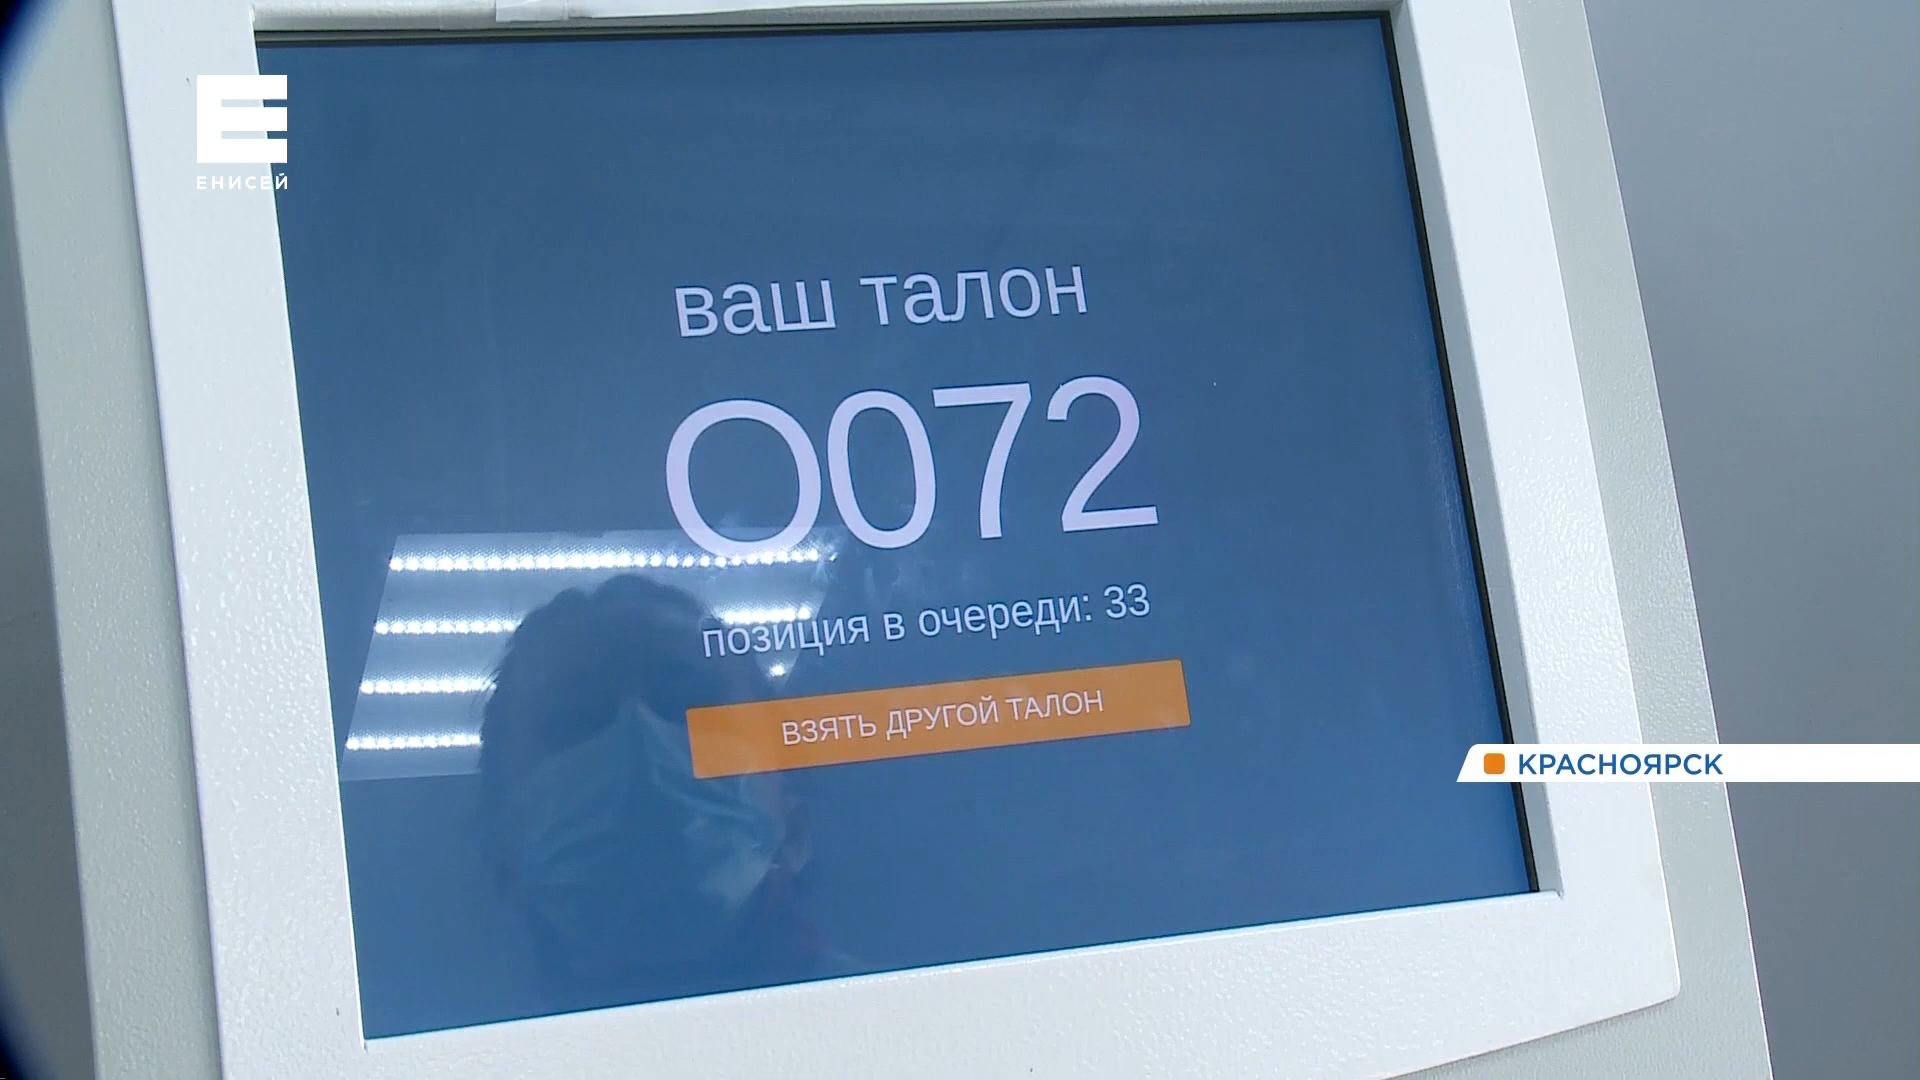 ЕНИСЕЙ
ваш талон
О072
позиция в очереди: 33
ВЗЯТЬ ДРУГОЙ ТАЛОН
КРАСНОЯРСК